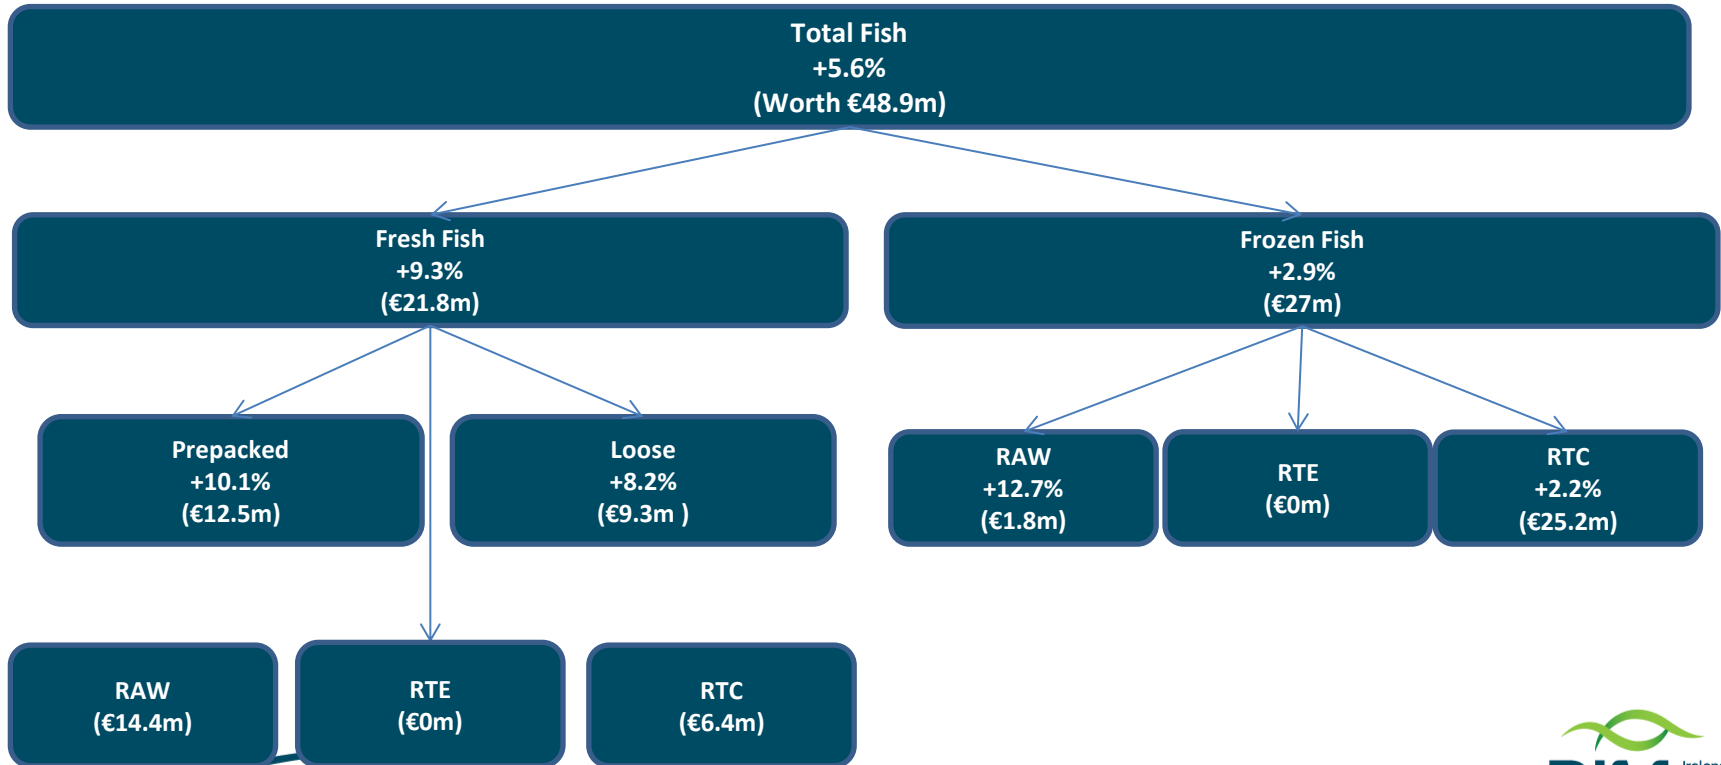 Total Fish
+5.6%
(Worth €48.9m)
Fresh Fish
+9.3%
(€21.8m)
Frozen Fish
+2.9%
(€27m)
Prepacked
+10.1%
(€12.5m)
Loose
+8.2%
(€9.3m )
RAW
+12.7%
(€1.8m)
RTE
(€0m)
RTC
+2.2%
(€25.2m)
RAW
(€14.4m)
RTE
(€0m)
RTC
(€6.4m)